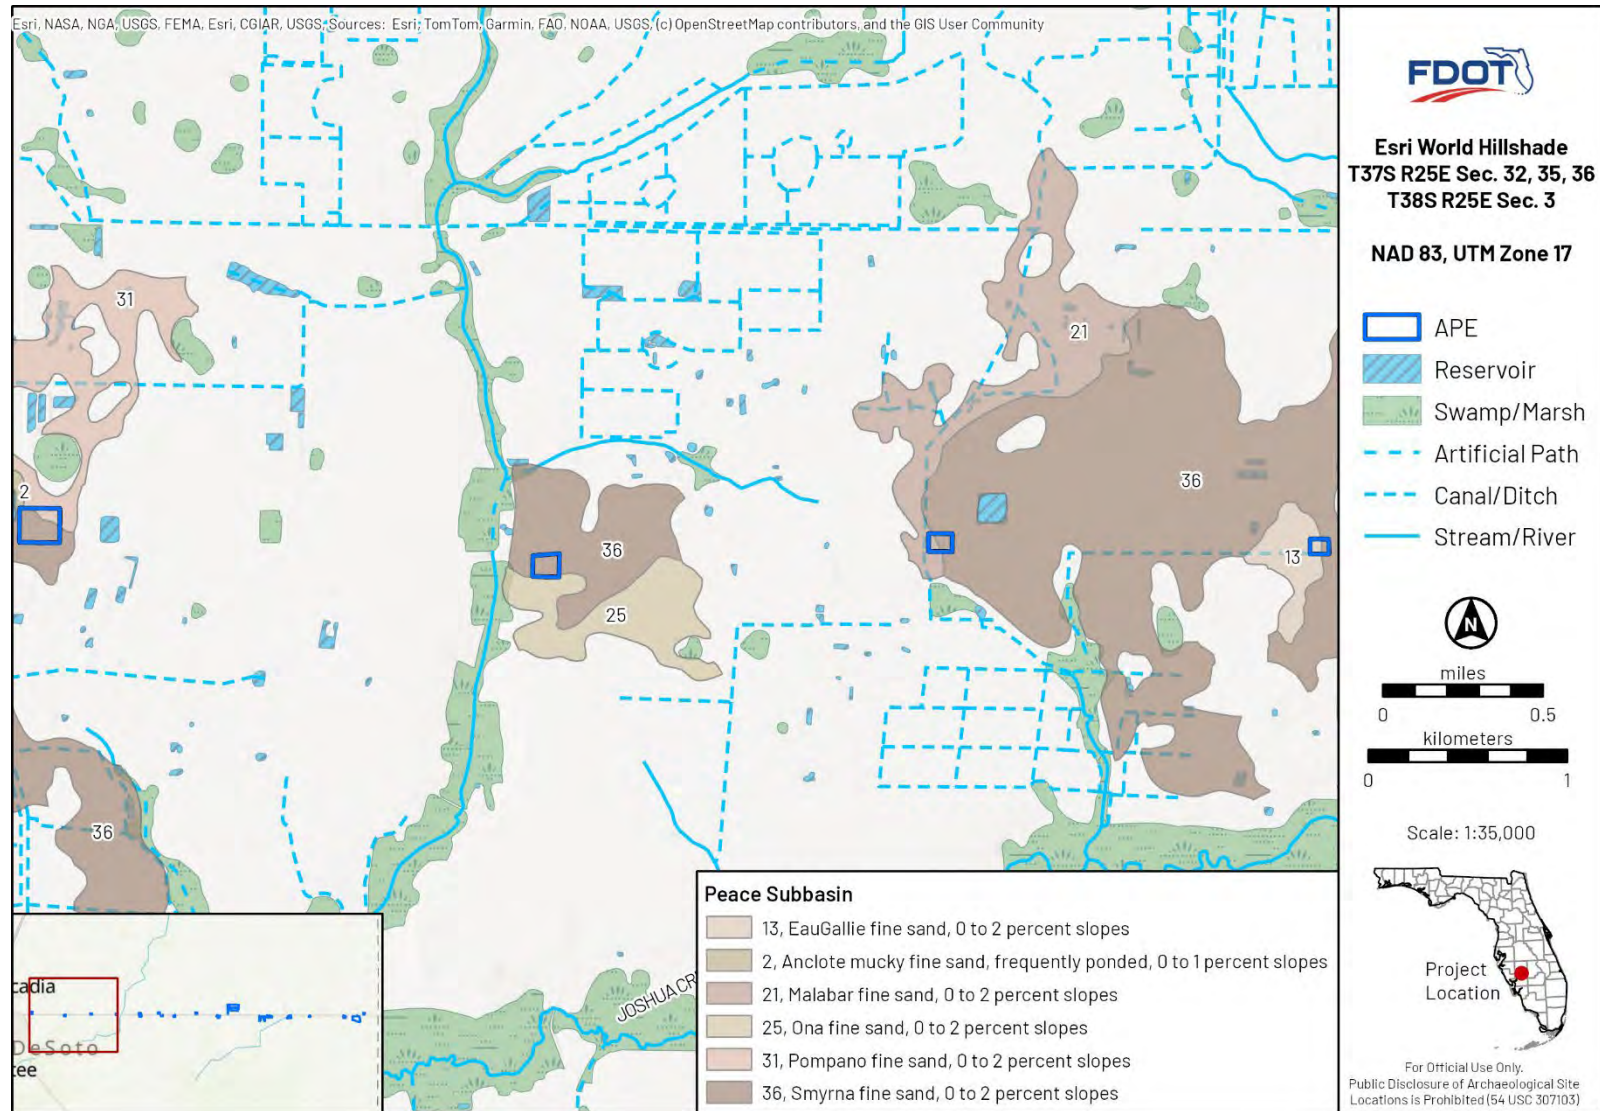 Esri, NASA, NGA, USGS, FEMA, Esri, CGIAR, USGS, Sources: Esri, TomTom, Garmin, FAO, NOAA, USGS, (c) OpenStreetMap contributors, and the GIS User Community
31
21
36
2
13
36
25
36
JOSHUA CR
cadia
DeSoto
tee
Peace Subbasin
13, EauGallie fine sand, 0 to 2 percent slopes
2, Anclote mucky fine sand, frequently ponded, 0 to 1 percent slopes
21, Malabar fine sand, 0 to 2 percent slopes
25, Ona fine sand, 0 to 2 percent slopes
31, Pompano fine sand, 0 to 2 percent slopes
36, Smyrna fine sand, 0 to 2 percent slopes
FDOT
Esri World Hillshade
T37S R25E Sec. 32, 35, 36
T38S R25E Sec. 3
NAD 83, UTM Zone 17
APE
Reservoir
Swamp/Marsh
Artificial Path
Canal/Ditch
Stream/River
N
miles
0 0.5
kilometers
0 1
Scale: 1:35,000
Project
Location
For Official Use Only.
Public Disclosure of Archaeological Site
Locations is Prohibited (54 USC 307103)